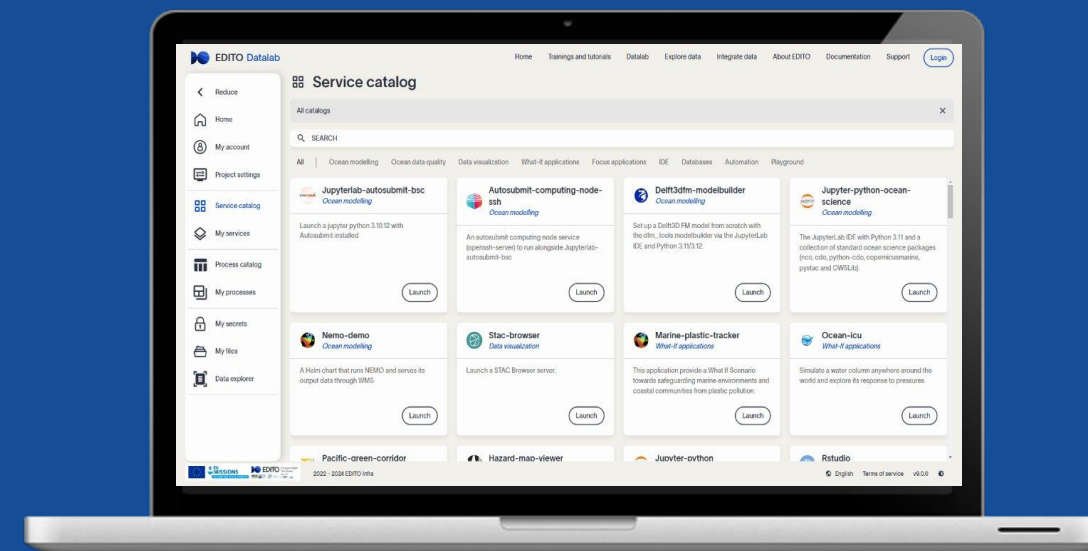 EDITO Datalab
Home Trainings and tutorials Datalab Explore data Integrate data About EDITO Documentation Support Login
Reduce
Home
My account
Project settings
Service catalog
My services
Process catalog
My processes
My secrets
My files
Data explorer
Service catalog
All catalogs
SEARCH
All Ocean modelling Ocean data quality Data visualization What-If applications Focus applications IDE Databases Automation Playground
Jupyterlab-autosubmit-bsc
Ocean modelling
Launch a jupyter python 3.10.12 with
Autosubmit installed
Launch
Autosubmit-computing-node-
ssh
Ocean modelling
An autosubmit computing node service
(openssh-server) to run alongside Jupyterlab-
autosubmit-bsc
Launch
Delft3dfm-modelbuilder
Ocean modelling
Set up a Delft3D FM model from scratch with
the dfm_tools modelbuilder via the JupyterLab
IDE and Python 3.11/3.12
Launch
Jupyter-python-ocean-
science
Ocean modelling
The JupyterLab IDE with Python 3.11 and a
collection of standard ocean science packages
(nco, cdo, python-cdo, copernicusmarine,
pystac and OWSLib).
Launch
Nemo-demo
Ocean modelling
A Helm chart that runs NEMO and serves its
output data through WMS
Launch
Stac-browser
Data visualization
Launch a STAC Browser server.
Launch
Marine-plastic-tracker
What-If applications
This application provide a What If Scenario
towards safeguarding marine environments and
coastal communities from plastic pollution.
Launch
Ocean-icu
What-If applications
Simulate a water column anywhere around the
world and explore its response to pressures.
Launch
Pacific-green-corridor
Hazard-map-viewer
Jupyter-python
Rstudio
EU MISSIONS
EDITO
2022 - 2024 EDITO Infra
English Terms of service v9.0.0